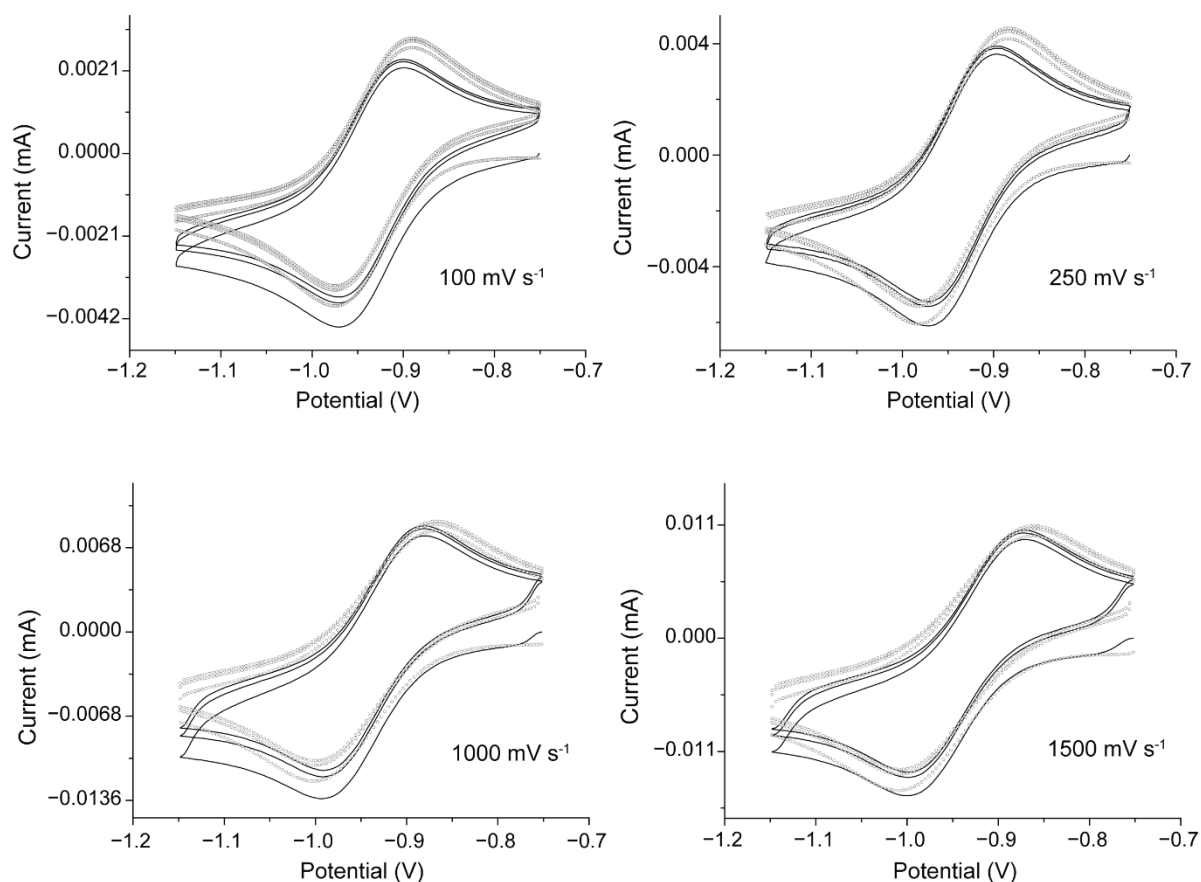 0.0021
0.0000
−0.0021
−0.0042
Current (mA)
100 mV s⁻¹
−1.2 −1.1 −1.0 −0.9 −0.8 −0.7
Potential (V)
0.004
0.000
−0.004
Current (mA)
250 mV s⁻¹
−1.2 −1.1 −1.0 −0.9 −0.8 −0.7
Potential (V)
0.0068
0.0000
−0.0068
−0.0136
Current (mA)
1000 mV s⁻¹
−1.2 −1.1 −1.0 −0.9 −0.8 −0.7
Potential (V)
0.011
0.000
−0.011
Current (mA)
1500 mV s⁻¹
−1.2 −1.1 −1.0 −0.9 −0.8 −0.7
Potential (V)